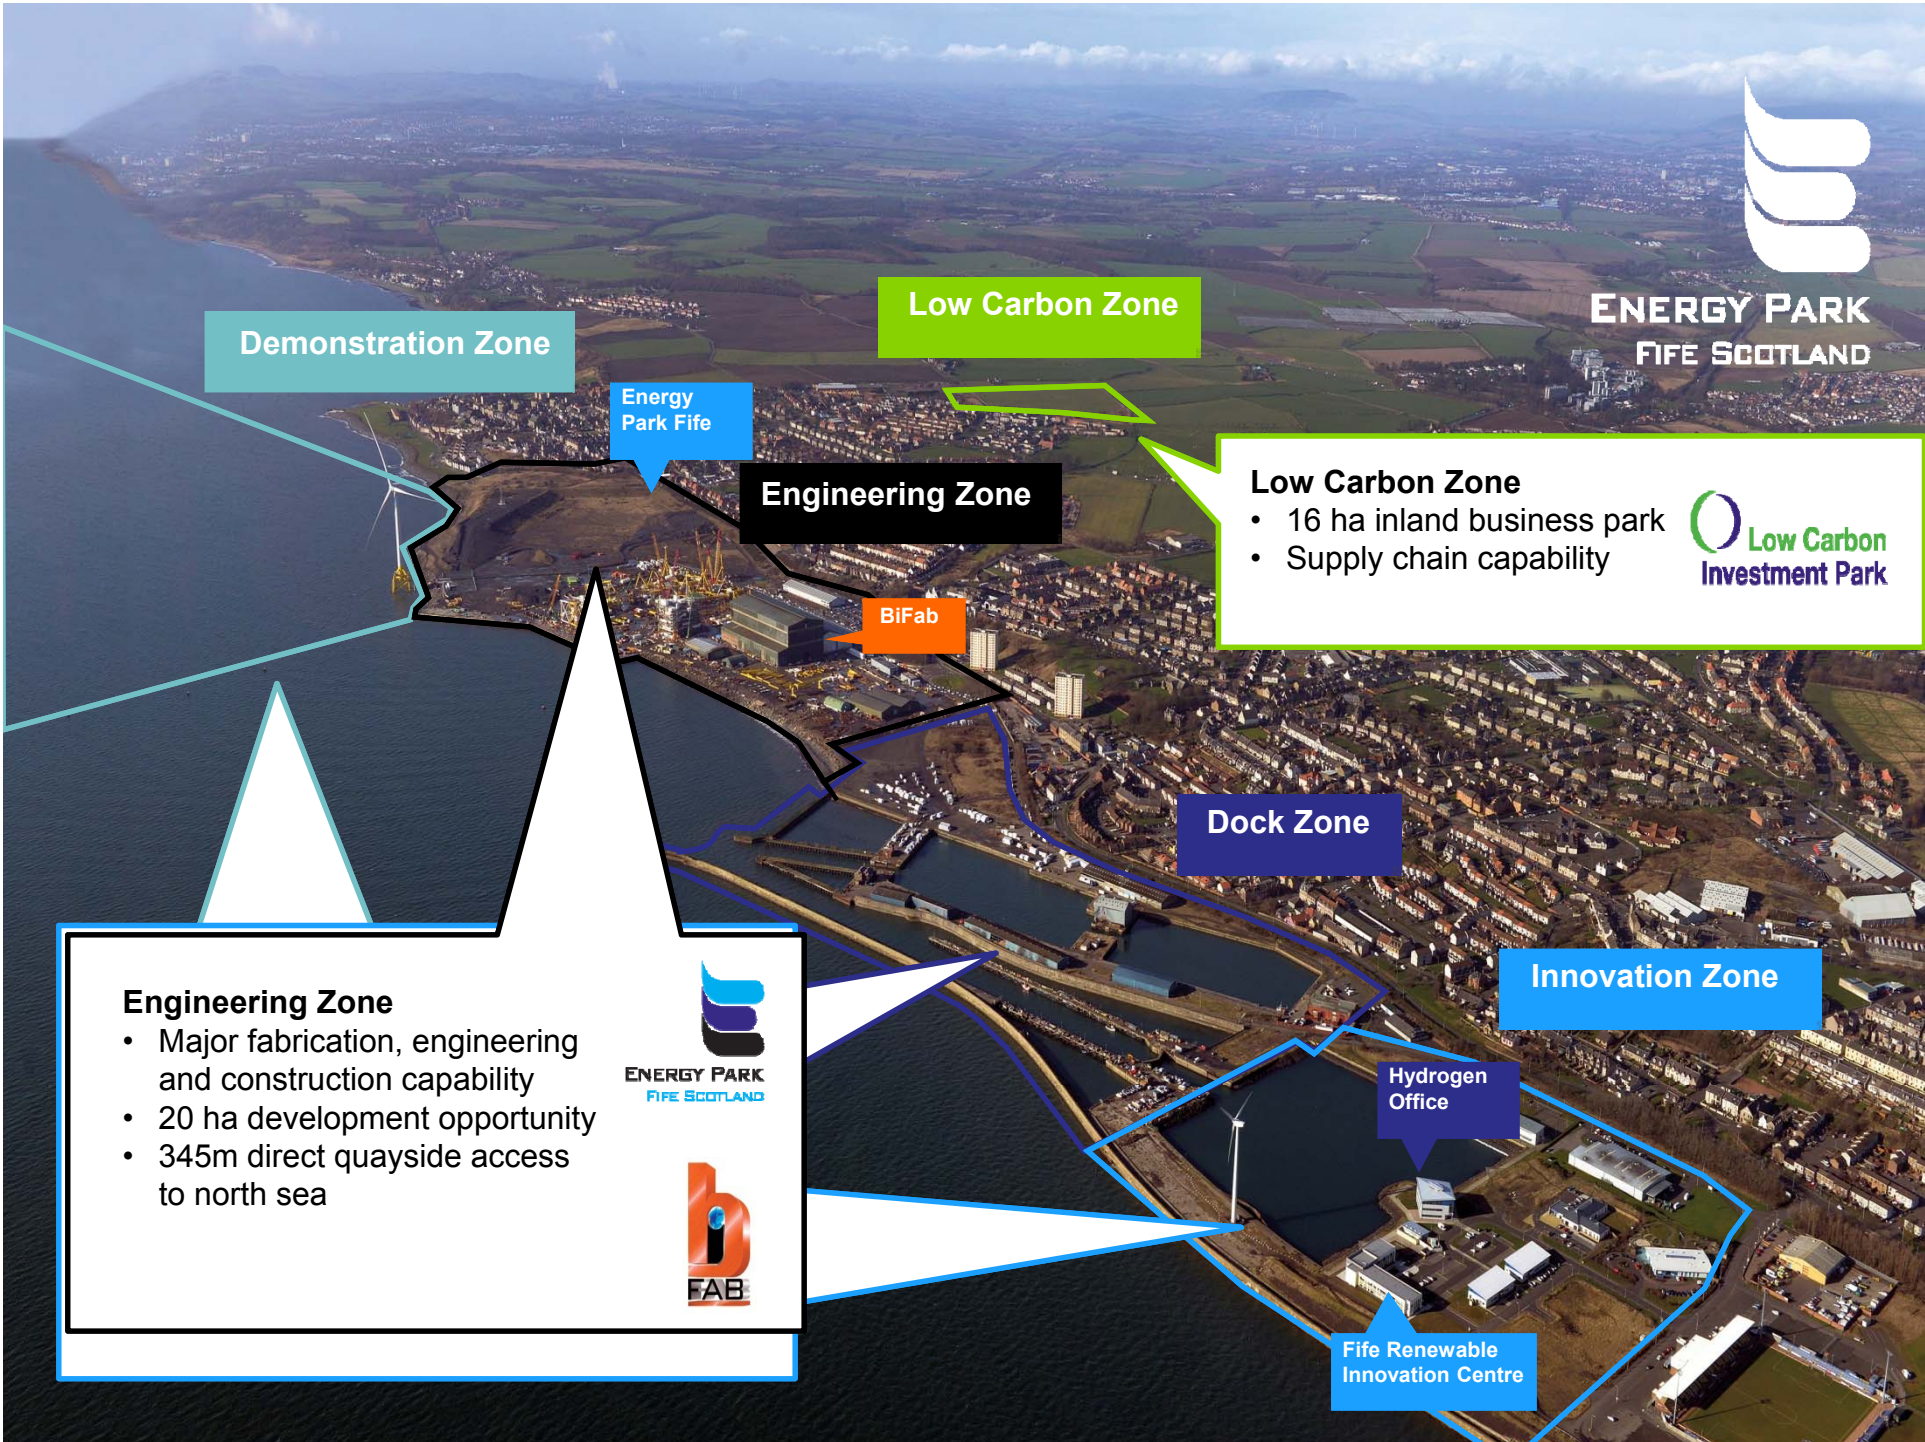 ENERGY PARK
FIFE SCOTLAND
Low Carbon Zone
Demonstration Zone
Energy
Park Fife
Engineering Zone
Low Carbon Zone
• 16 ha inland business park
• Supply chain capability
Low Carbon
Investment Park
BiFab
Dock Zone
Innovation Zone
Engineering Zone
• Major fabrication, engineering
and construction capability
• 20 ha development opportunity
• 345m direct quayside access
to north sea
ENERGY PARK
FIFE SCOTLAND
bi
FAB
Hydrogen
Office
Fife Renewable
Innovation Centre